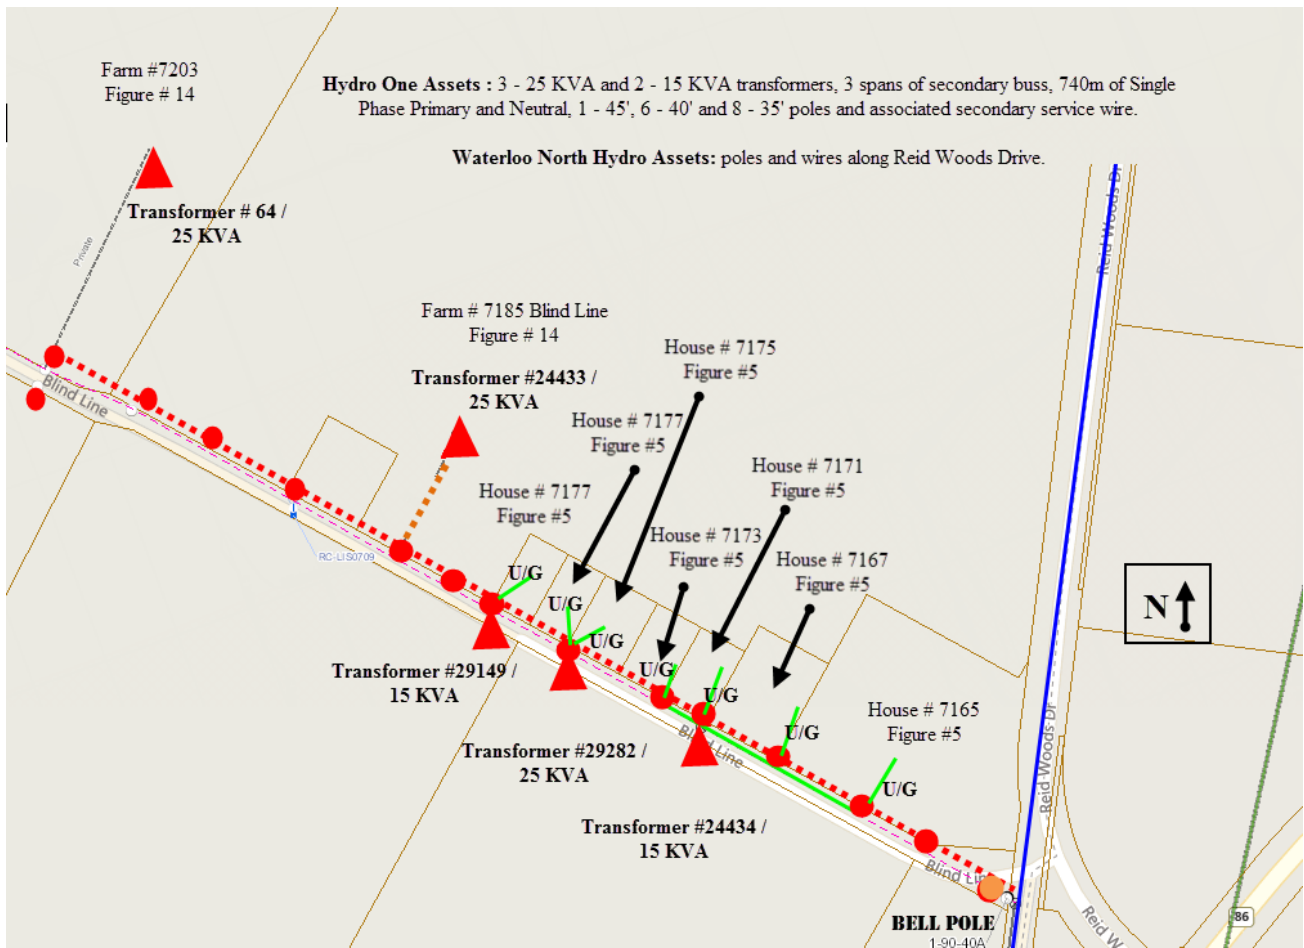 Farm #7203
Figure # 14
Hydro One Assets : 3 - 25 KVA and 2 - 15 KVA transformers, 3 spans of secondary buss, 740m of Single
Phase Primary and Neutral, 1 - 45', 6 - 40' and 8 - 35' poles and associated secondary service wire.
Waterloo North Hydro Assets: poles and wires along Reid Woods Drive.
Reid Woods Dr
Transformer # 64 /
25 KVA
Private
Farm # 7185 Blind Line
Figure # 14
House # 7175
Figure #5
Blind Line
Transformer #24433 /
25 KVA
House # 7177
Figure #5
House # 7171
Figure #5
House # 7177
Figure #5
House # 7173
Figure #5
House # 7167
Figure #5
RC-LIS0709
U/G
U/G
U/G
N
Transformer #29149 /
15 KVA
U/G
U/G
House # 7165
Figure #5
U/G
Blind Line
Transformer #29282 /
25 KVA
Reid Woods Dr
U/G
Transformer #24434 /
15 KVA
Blind Line
BELL POLE
1-90-40A
Reid W
86